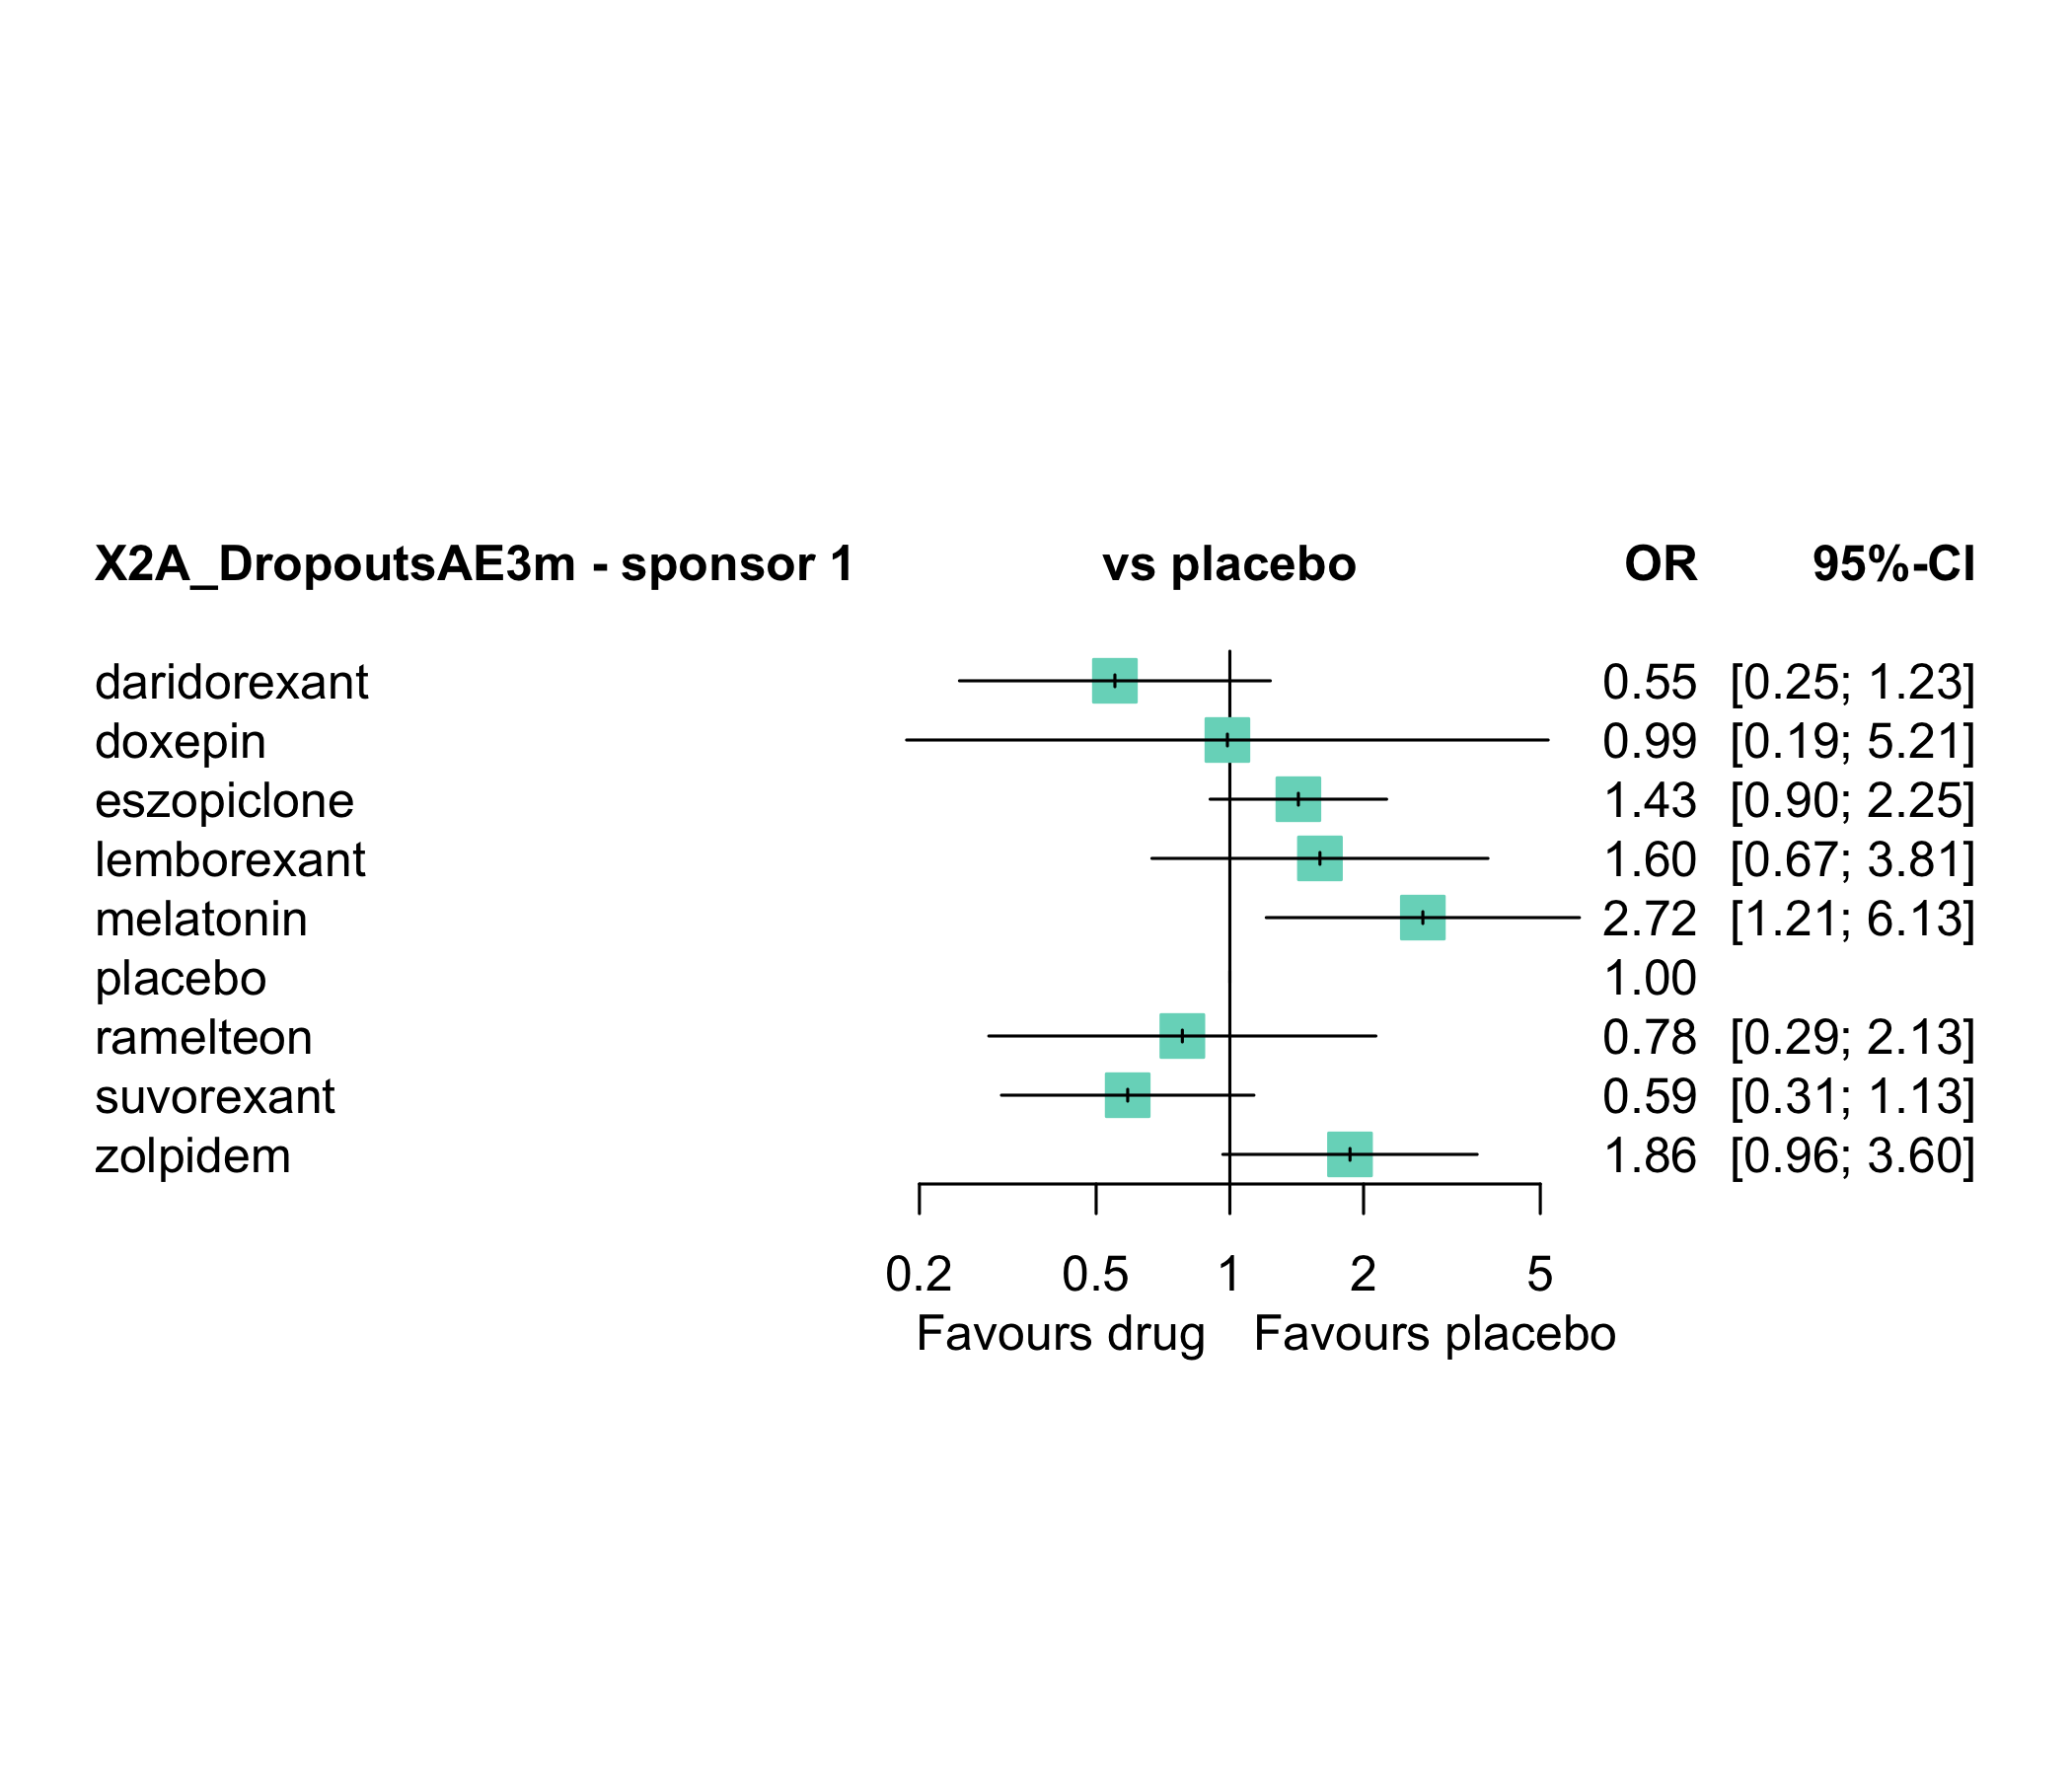 X2A_DropoutsAE3m - sponsor 1 vs placebo OR 95%-CI
daridorexant 0.55 [0.25; 1.23]
doxepin 0.99 [0.19; 5.21]
eszopiclone 1.43 [0.90; 2.25]
lemborexant 1.60 [0.67; 3.81]
melatonin 2.72 [1.21; 6.13]
placebo 1.00
ramelteon 0.78 [0.29; 2.13]
suvorexant 0.59 [0.31; 1.13]
zolpidem 1.86 [0.96; 3.60]
0.2 0.5 1 2 5
Favours drug Favours placebo